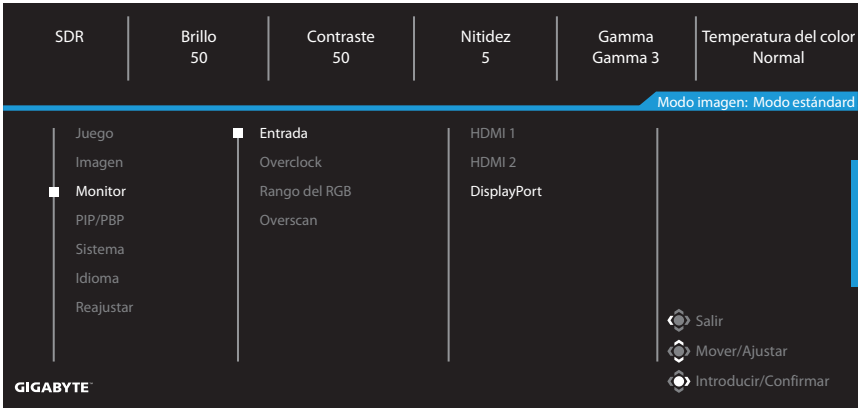 SDR
Brillo
50
Contraste
50
Nitidez
5
Gamma
Gamma 3
Temperatura del color
Normal
Modo imagen: Modo estándard
Juego
Imagen
Monitor
PIP/PBP
Sistema
Idioma
Reajustar
Entrada
Overclock
Rango del RGB
Overscan
HDMI 1
HDMI 2
DisplayPort
Salir
Mover/Ajustar
Introducir/Confirmar
GIGABYTE™